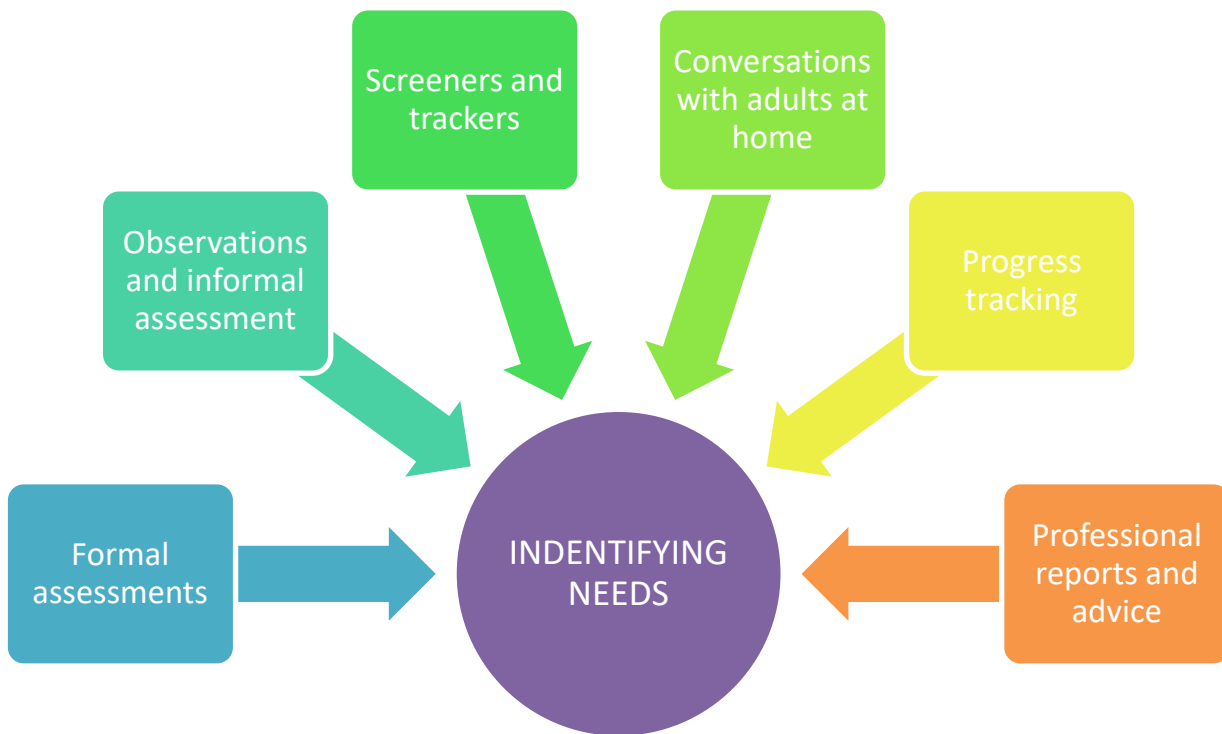 Screeners and
trackers
Conversations
with adults at
home
Observations
and informal
assessment
Progress
tracking
Formal
assessments
INDENTIFYING
NEEDS
Professional
reports and
advice